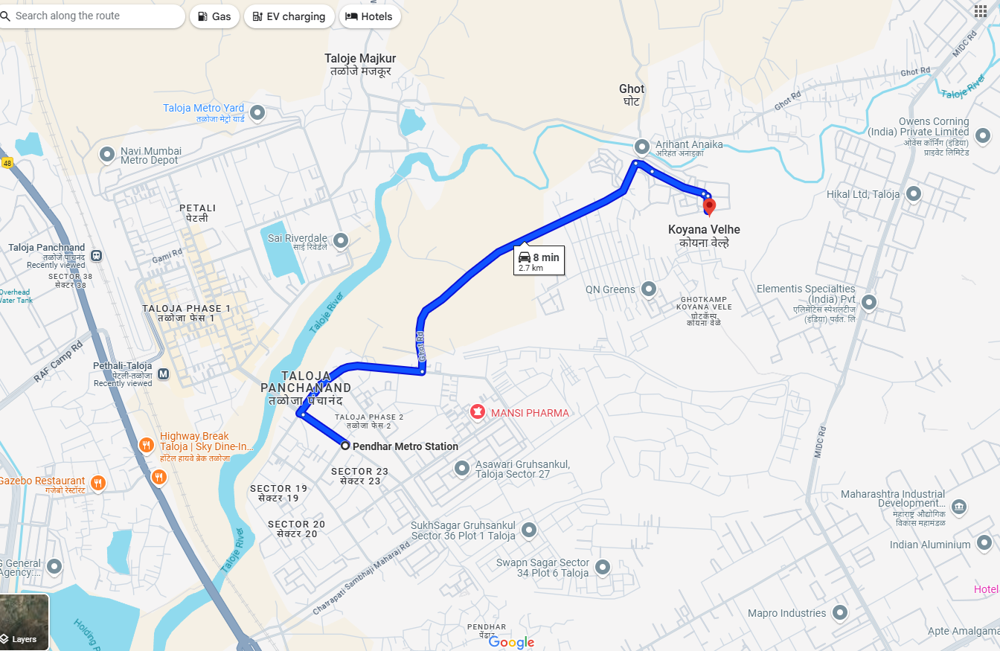 Search along the route
Gas
EV charging
Hotels
MIDC Rd
Taloje Majkur
तळोजे मजकूर
Ghot Rd
Taloje River
Ghot
घोट
Ghot Rd
Taloja Metro Yard
तळोजा मेट्रो यार्ड
Owens Corning
(India) Private Limited
ओवेंस कॉर्निंग (इंडिया)
प्राइवेट लिमिटेड
Arihant Anaika
अरिहंत अनाइका
Navi Mumbai
Metro Depot
48
Hikal Ltd, Taloja
PETALI
पेटली
Koyana Velhe
कोयना वेल्हे
Sai Riverdale
साई रिवेर्डले
Taloja Panchnand
तळोजे पाचनंद
Recently viewed
Gami Rd
8 min
2.7 km
SECTOR 38
सेक्टर 38
Overhead
Water Tank
QN Greens
Elementis Specialties
(India) Pvt
एलिमेंटिस स्पेशलटीज
(इंडिया) पर्वत. लि
GHOTKAMP
KOYANA VELE
घोटकॅम्प
कोयना वेळे
TALOJA PHASE 1
तळोजा फेस 1
Taloje River
Ghot Rd
RAF Camp Rd
Pethali-Taloja
पेटली-तळोजा
Recently viewed
M
TALOJA
PANCHANAND
तळोजा पंचानंद
TALOJA PHASE 2
तळोजा फेस 2
MANSI PHARMA
MIDC Rd
Highway Break
Taloja | Sky Dine-In...
हॉटेल हायवे ब्रेक तळोजा
Pendhar Metro Station
Asawari Gruhsankul,
Taloja Sector 27
SECTOR 23
सेक्टर 23
Gazebo Restaurant
गजेबो रेस्टॉरंट
SECTOR 19
सेक्टर 19
Maharashtra Industrial
Development...
महाराष्ट्र औद्योगिक
विकास महामंडळ
SECTOR 20
सेक्टर 20
SukhSagar Gruhsankul
Sector 36 Plot 1 Taloja
Taloje River
Indian Aluminium
Chatrapati Sambhaji Maharaj Rd
G General
Agency:...
Swapn Sagar Sector
34 Plot 6 Taloja
Hotel
Mapro Industries
Holding P
Layers
PENDHAR
पेंढार
Google
Apte Amalgama